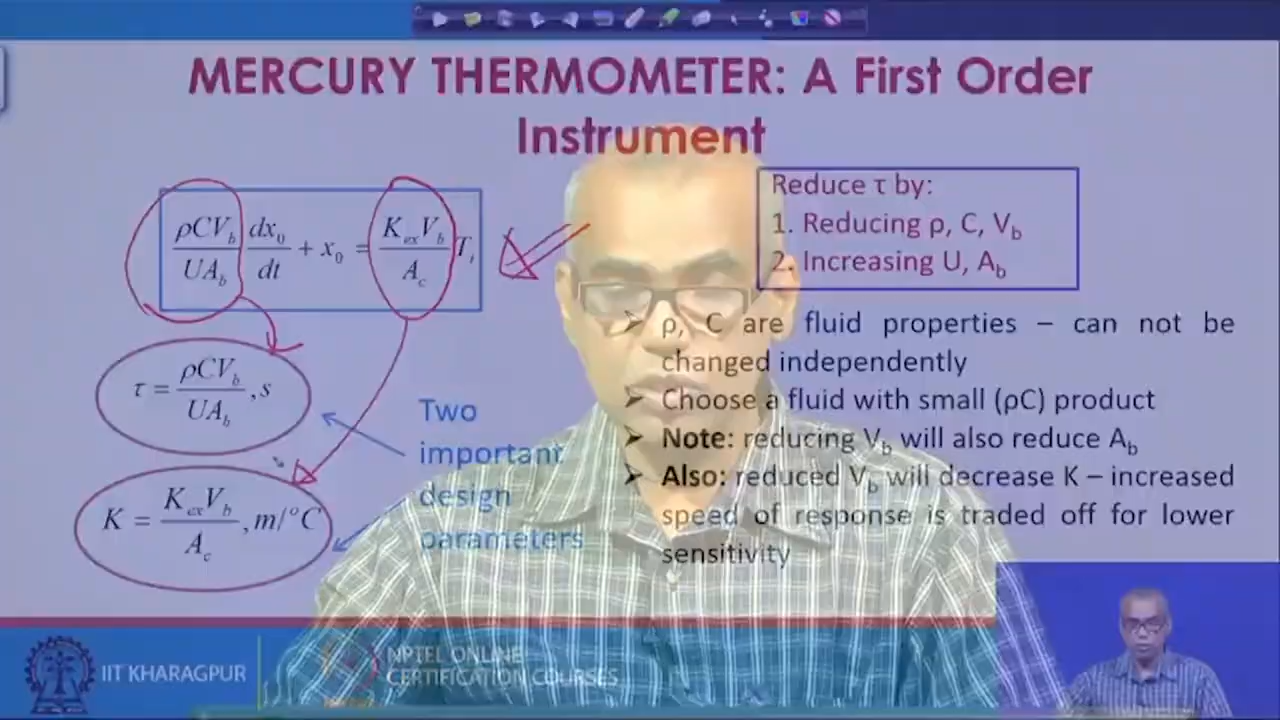 MERCURY THERMOMETER: A First Order
Instrument
ρCV_b/UA_b dx_0/dt + x_0 = K_ex V_b/A_c T_i
τ = ρCV_b/UA_b , s
K = K_ex V_b/A_c , m/°C
Two
important
design
parameters
Reduce τ by:
1. Reducing ρ, C, V_b
2. Increasing U, A_b
➤ ρ, C are fluid properties – can not be
changed independently
➤ Choose a fluid with small (ρC) product
➤ Note: reducing V_b will also reduce A_b
➤ Also: reduced V_b will decrease K – increased
speed of response is traded off for lower
sensitivity
IIT KHARAGPUR
NPTEL ONLINE
CERTIFICATION COURSES